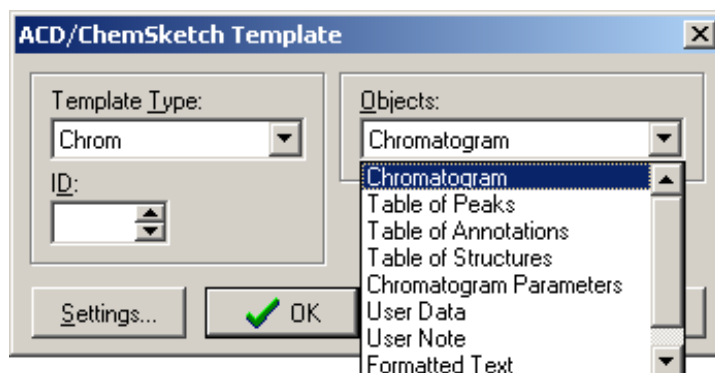 ACD/ChemSketch Template
Template Type:
Chrom
ID:
Objects:
Chromatogram
Chromatogram
Table of Peaks
Table of Annotations
Table of Structures
Chromatogram Parameters
User Data
User Note
Formatted Text
Settings...
OK